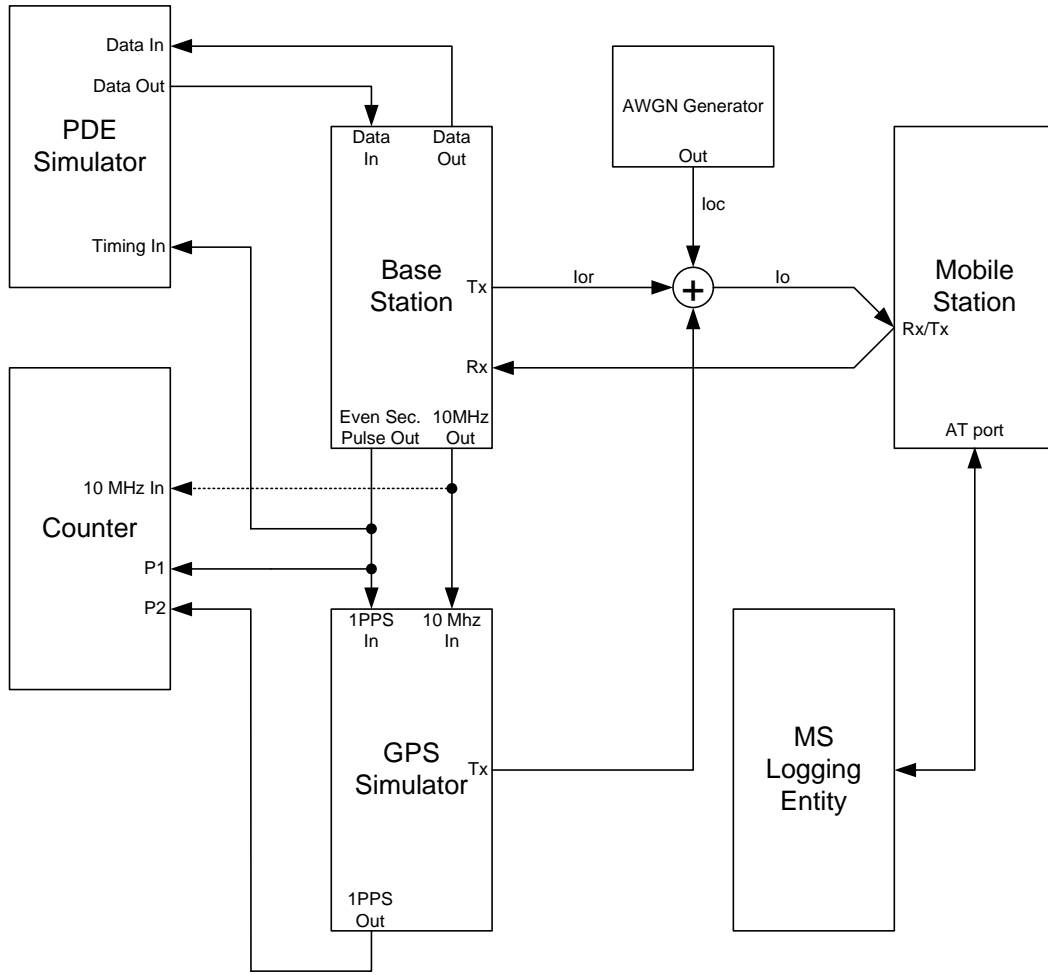 Data In
Data Out
PDE
Simulator
Timing In
AWGN Generator
Out
Ioc
Data
In
Data
Out
Base
Station
Tx
Rx
Even Sec.
Pulse Out
10MHz
Out
Ior
+
Io
Mobile
Station
Rx/Tx
AT port
10 MHz In
Counter
P1
P2
1PPS
In
10 Mhz
In
GPS
Simulator
Tx
1PPS
Out
MS
Logging
Entity